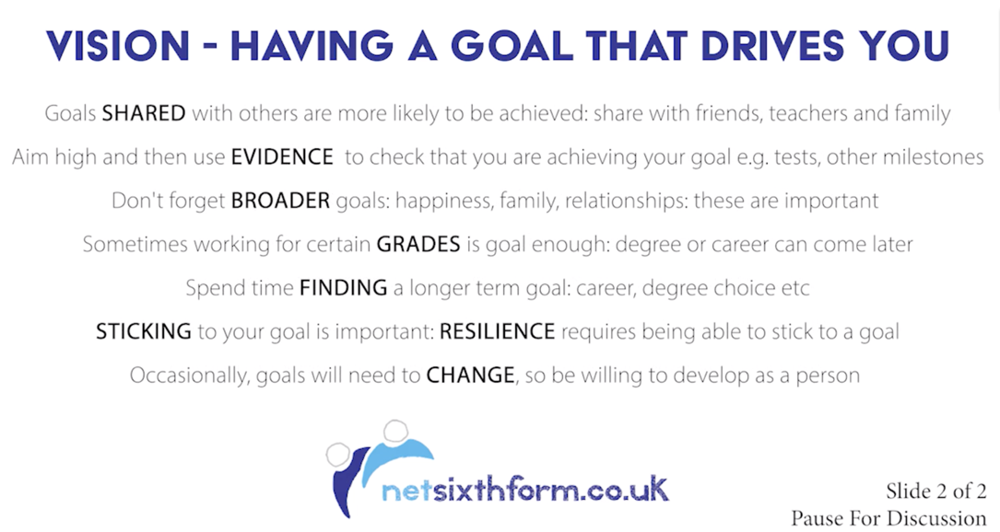 VISION - HAVING A GOAL THAT DRIVES YOU
Goals SHARED with others are more likely to be achieved: share with friends, teachers and family
Aim high and then use EVIDENCE to check that you are achieving your goal e.g. tests, other milestones
Don't forget BROADER goals: happiness, family, relationships: these are important
Sometimes working for certain GRADES is goal enough: degree or career can come later
Spend time FINDING a longer term goal: career, degree choice etc
STICKING to your goal is important: RESILIENCE requires being able to stick to a goal
Occasionally, goals will need to CHANGE, so be willing to develop as a person
netsixthform.co.uk
Slide 2 of 2
Pause For Discussion